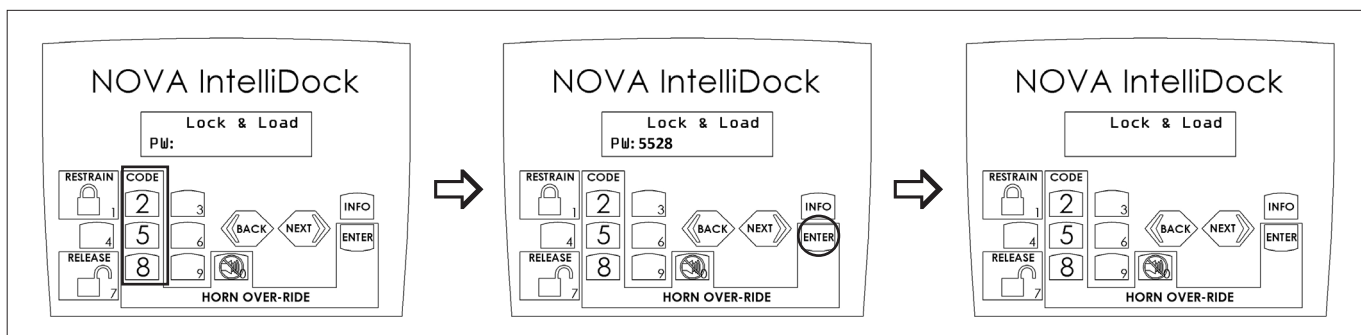 NOVA IntelliDock
Lock & Load
PW:
RESTRAIN CODE
1 2 3
INFO
4 5 6
BACK NEXT ENTER
RELEASE
7 8 9 0
HORN OVER-RIDE
NOVA IntelliDock
Lock & Load
PW: 5528
RESTRAIN CODE
1 2 3
INFO
4 5 6
BACK NEXT ENTER
RELEASE
7 8 9 0
HORN OVER-RIDE
NOVA IntelliDock
Lock & Load
RESTRAIN CODE
1 2 3
INFO
4 5 6
BACK NEXT ENTER
RELEASE
7 8 9 0
HORN OVER-RIDE